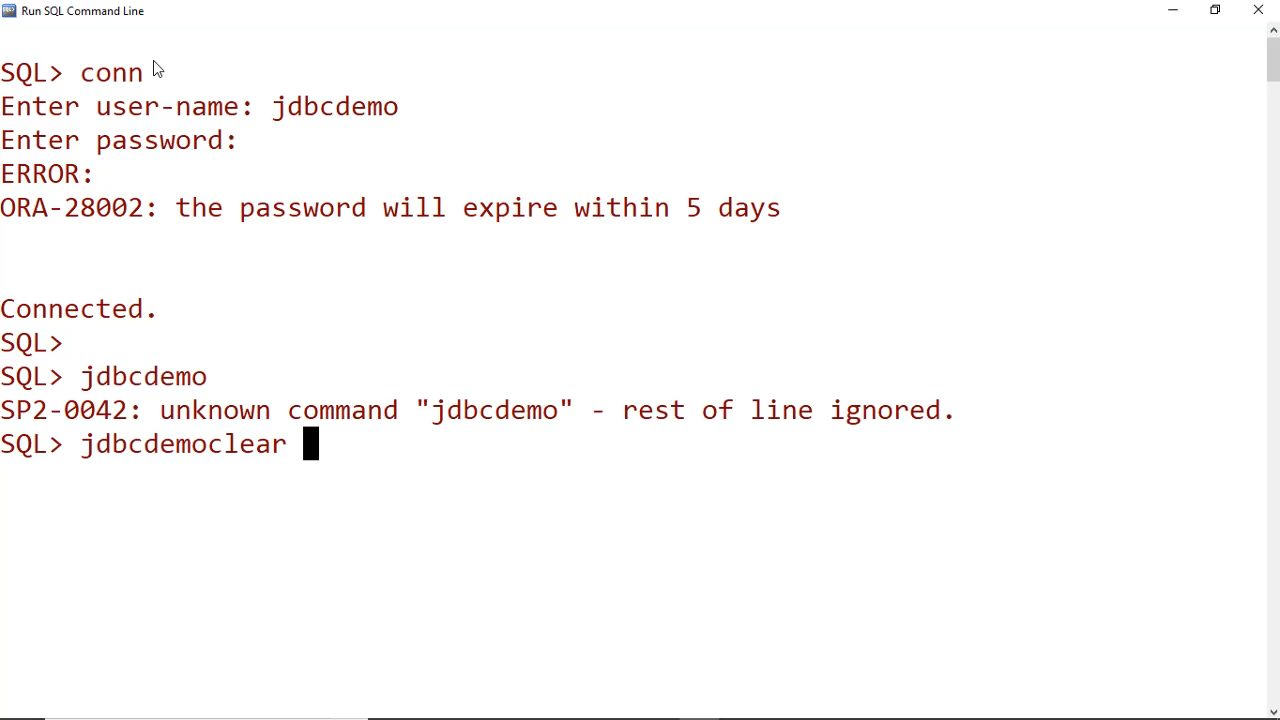 Run SQL Command Line
SQL> conn
Enter user-name: jdbcdemo
Enter password:
ERROR:
ORA-28002: the password will expire within 5 days
Connected.
SQL>
SQL> jdbcdemo
SP2-0042: unknown command "jdbcdemo" - rest of line ignored.
SQL> jdbcdemoclear